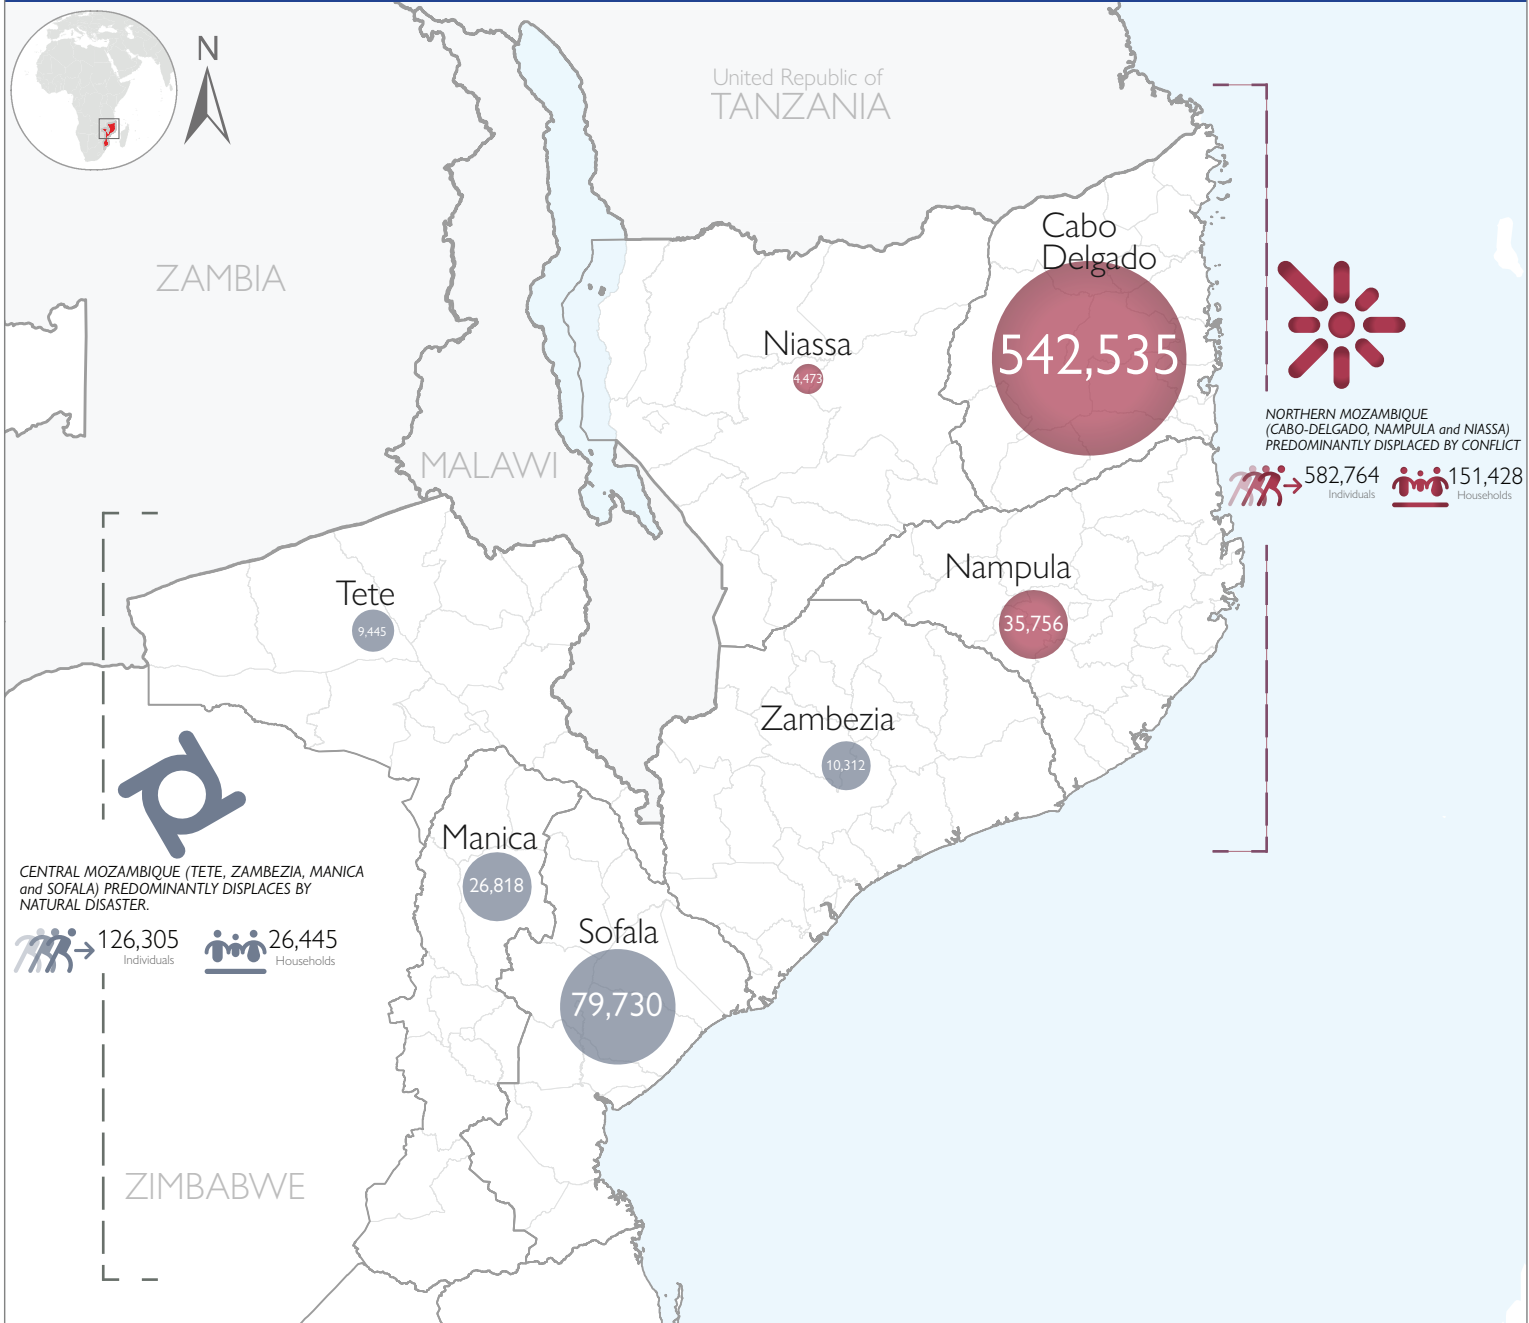 N
United Republic of
TANZANIA
ZAMBIA
Cabo
Delgado
542,535
Niassa
4,473
NORTHERN MOZAMBIQUE
(CABO-DELGADO, NAMPULA and NIASSA)
PREDOMINANTLY DISPLACED BY CONFLICT
582,764
Individuals
151,428
Households
MALAWI
Nampula
35,756
Tete
9,445
Zambezia
10,312
Manica
26,818
CENTRAL MOZAMBIQUE (TETE, ZAMBEZIA, MANICA
and SOFALA) PREDOMINANTLY DISPLACES BY
NATURAL DISASTER.
126,305
Individuals
26,445
Households
Sofala
79,730
ZIMBABWE